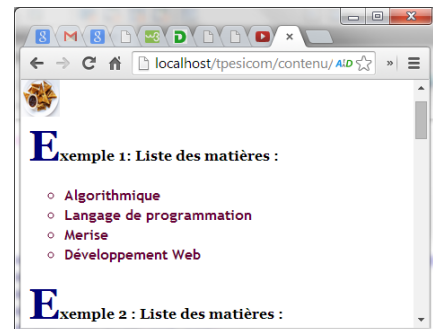 localhost/tpesicom/contenu/
Exemple 1: Liste des matières :
Algorithmique
Langage de programmation
Merise
Développement Web
Exemple 2 : Liste des matières :